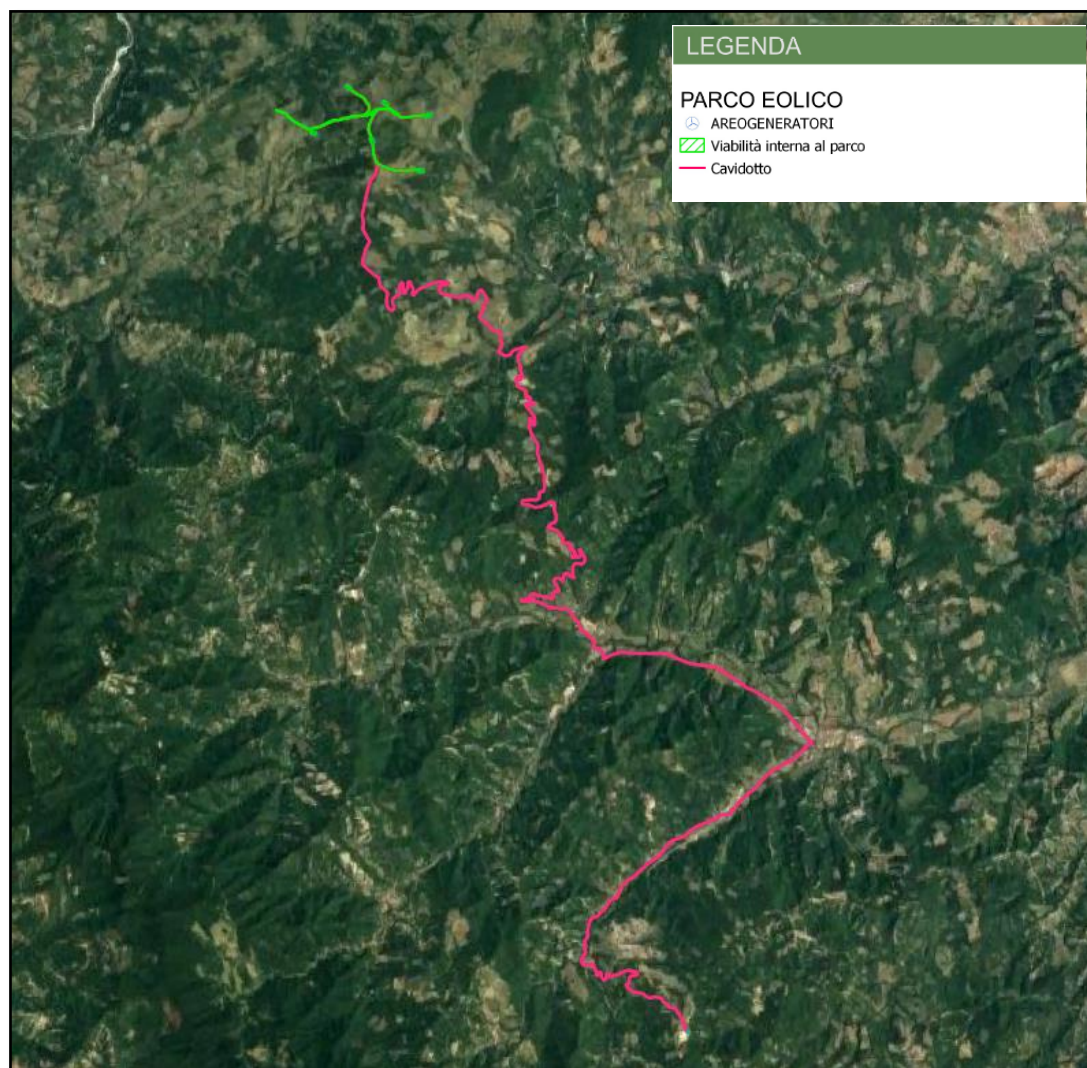 LEGENDA
PARCO EOLICO
AREOGENERATORI
Viabilità interna al parco
Cavidotto